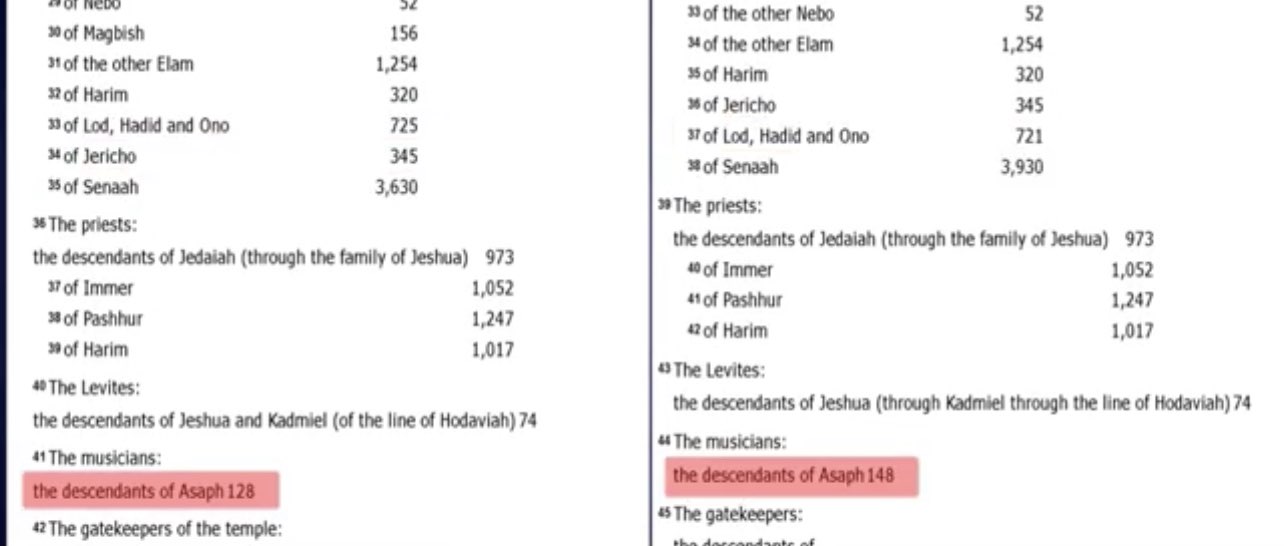 29 of Nebo 52
30 of Magbish 156
31 of the other Elam 1,254
32 of Harim 320
33 of Lod, Hadid and Ono 725
34 of Jericho 345
35 of Senaah 3,630
36 The priests:
the descendants of Jedaiah (through the family of Jeshua) 973
37 of Immer 1,052
38 of Pashhur 1,247
39 of Harim 1,017
40 The Levites:
the descendants of Jeshua and Kadmiel (of the line of Hodaviah) 74
41 The musicians:
the descendants of Asaph 128
42 The gatekeepers of the temple:
33 of the other Nebo 52
34 of the other Elam 1,254
35 of Harim 320
36 of Jericho 345
37 of Lod, Hadid and Ono 721
38 of Senaah 3,930
39 The priests:
the descendants of Jedaiah (through the family of Jeshua) 973
40 of Immer 1,052
41 of Pashhur 1,247
42 of Harim 1,017
43 The Levites:
the descendants of Jeshua (through Kadmiel through the line of Hodaviah) 74
44 The musicians:
the descendants of Asaph 148
45 The gatekeepers:
the descendants of